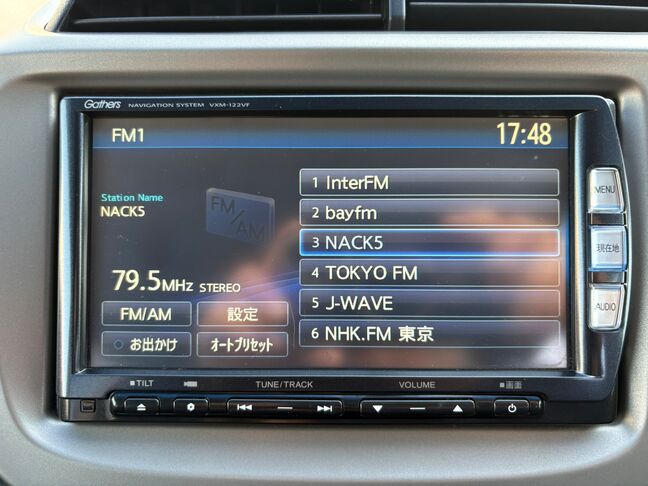 Gathers NAVIGATION SYSTEM VXM-122VF
FM1
17:48
Station Name
NACK5
FM/AM
79.5MHz STEREO
FM/AM
設定
お出かけ
オートプリセット
1 InterFM
2 bayfm
3 NACK5
4 TOKYO FM
5 J-WAVE
6 NHK.FM 東京
MENU
現在地
AUDIO
TILT
TUNE/TRACK
VOLUME
画面